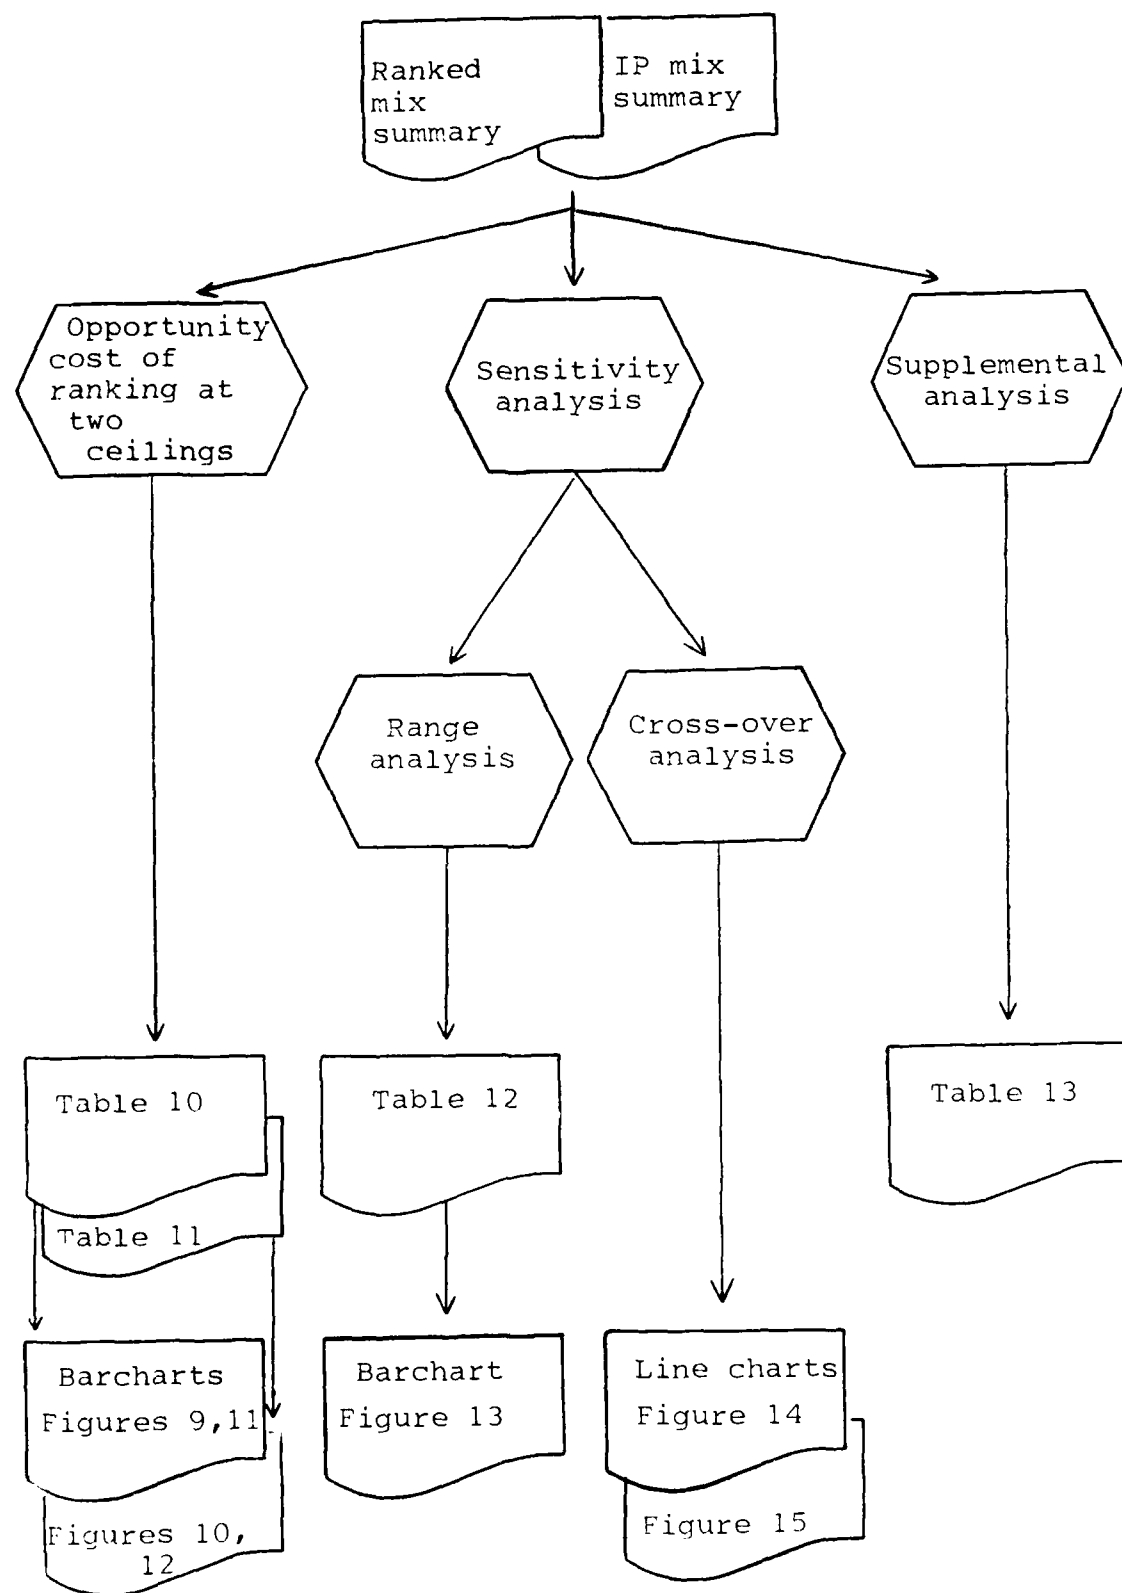 Ranked
mix
summary
IP mix
summary
Opportunity
cost of
ranking at
two
ceilings
Sensitivity
analysis
Supplemental
analysis
Range
analysis
Cross-over
analysis
Table 10
Table 11
Table 12
Table 13
Barcharts
Figures 9,11
Figures 10,
12
Barchart
Figure 13
Line charts
Figure 14
Figure 15